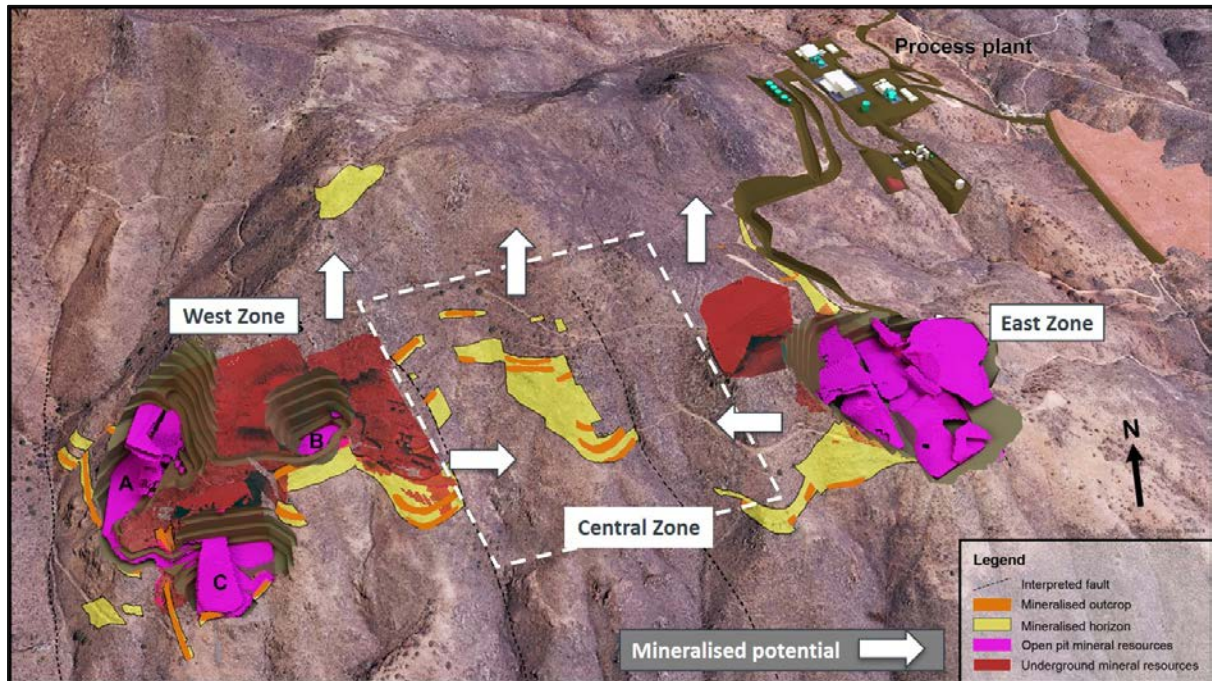 Process plant
West Zone
East Zone
B
A
N
Central Zone
C
Legend
Interpreted fault
Mineralised outcrop
Mineralised horizon
Open pit mineral resources
Underground mineral resources
Mineralised potential